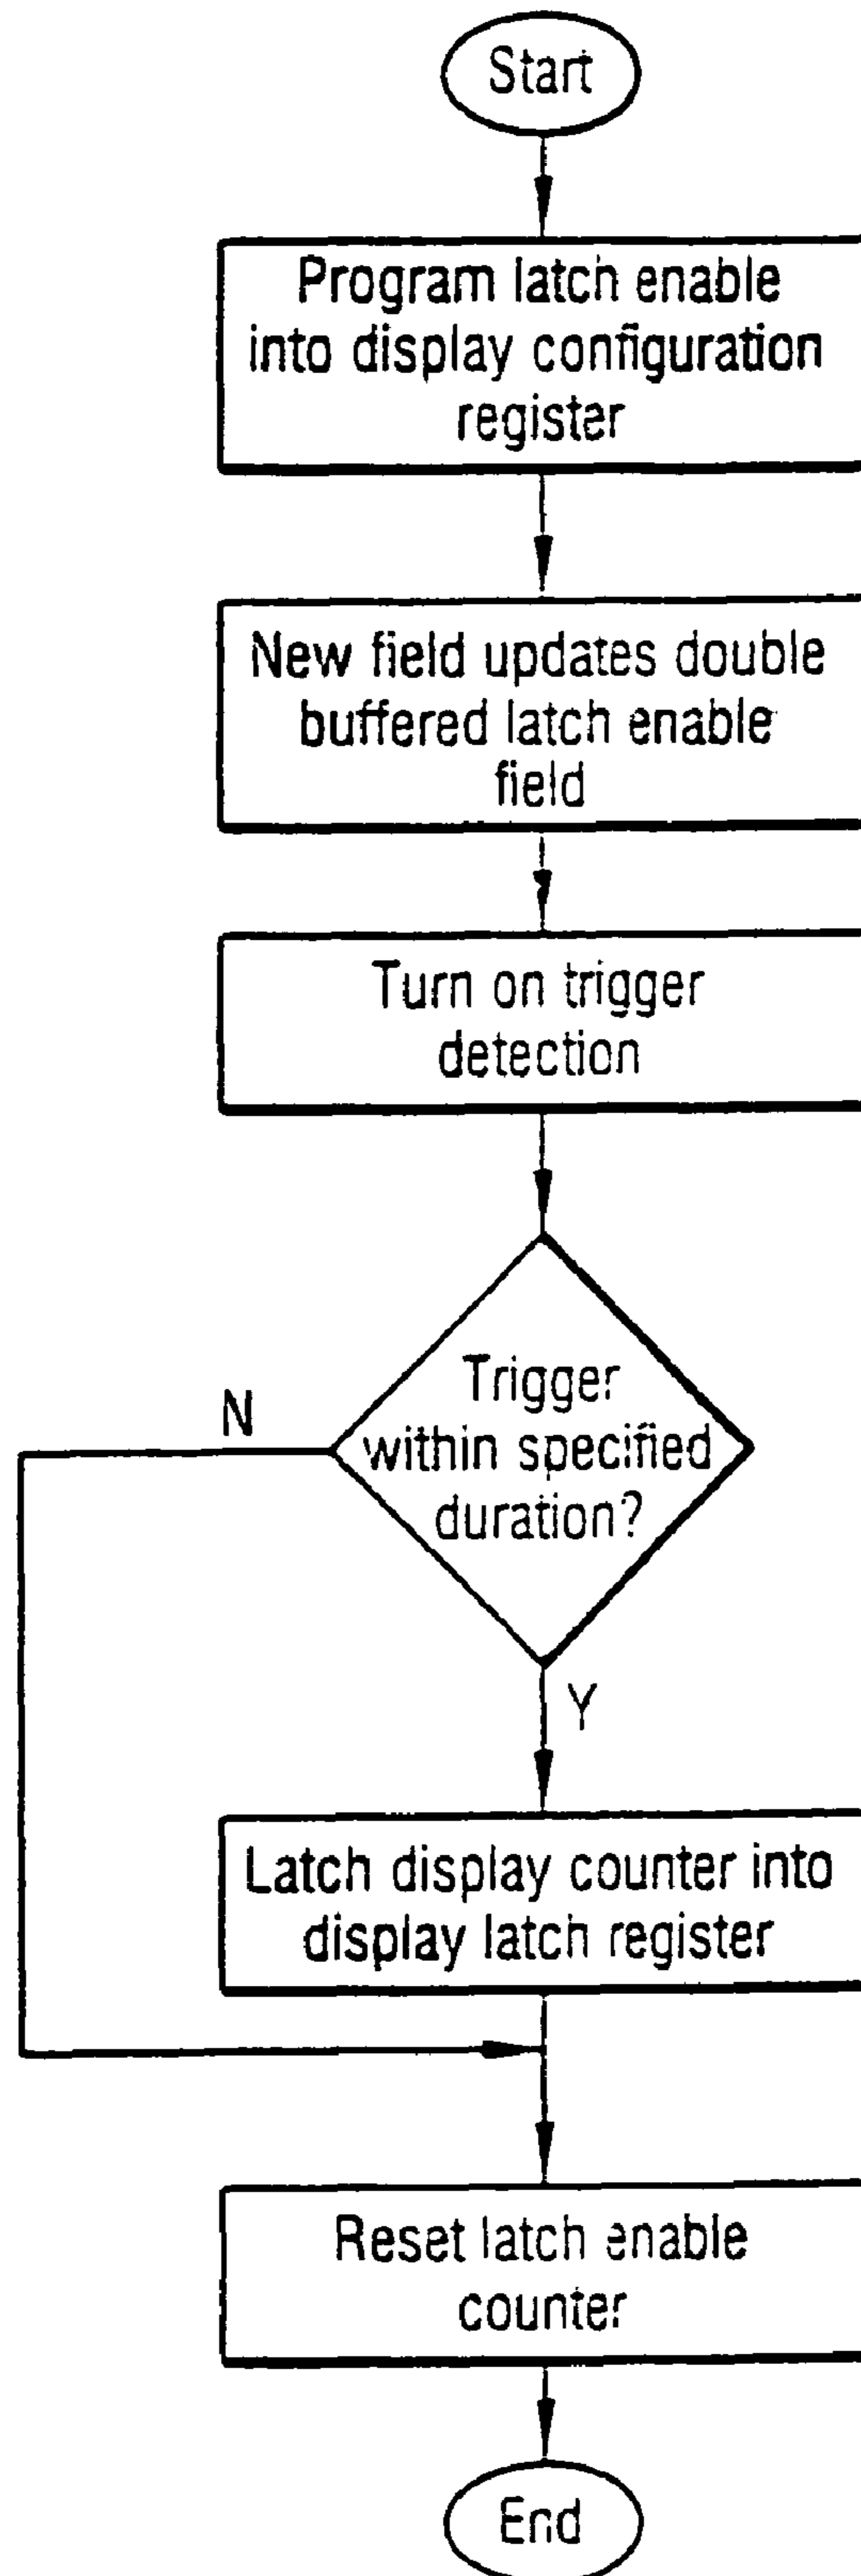 Start
Program latch enable
into display configuration
register
New field updates double
buffered latch enable
field
Turn on trigger
detection
Trigger
within specified
duration?
N
Y
Latch display counter into
display latch register
Reset latch enable
counter
End